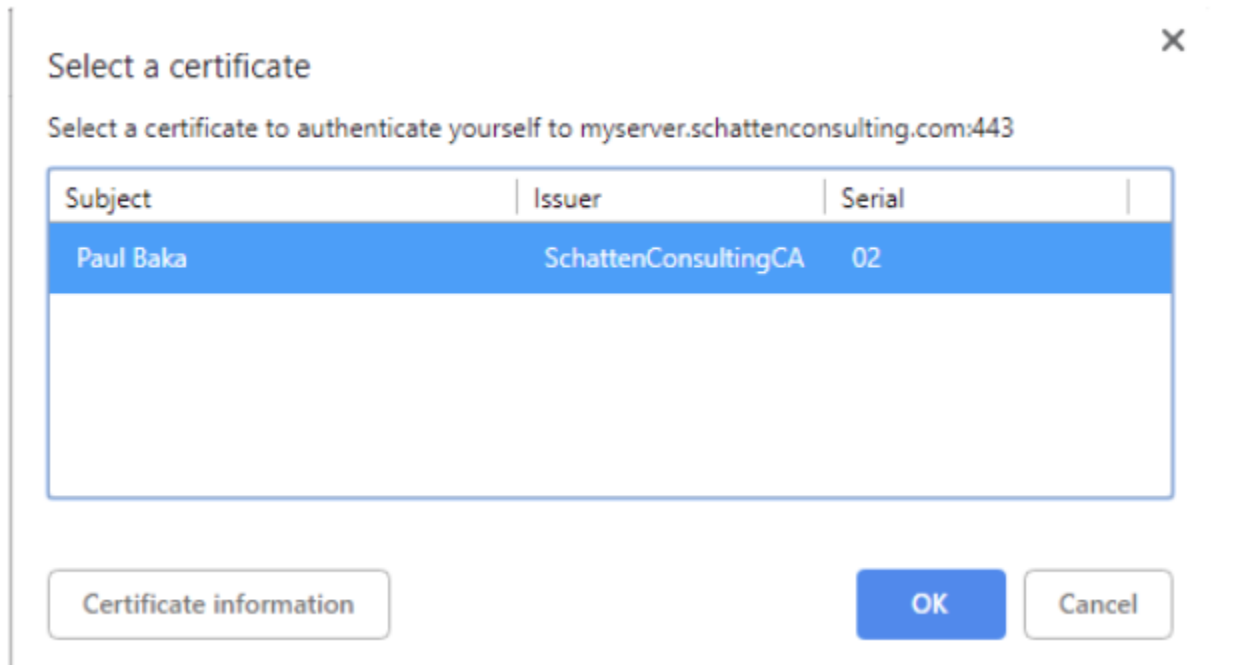 Select a certificate
Select a certificate to authenticate yourself to myserver.schattenconsulting.com:443
Subject Issuer Serial
Paul Baka SchattenConsultingCA 02
Certificate information OK Cancel